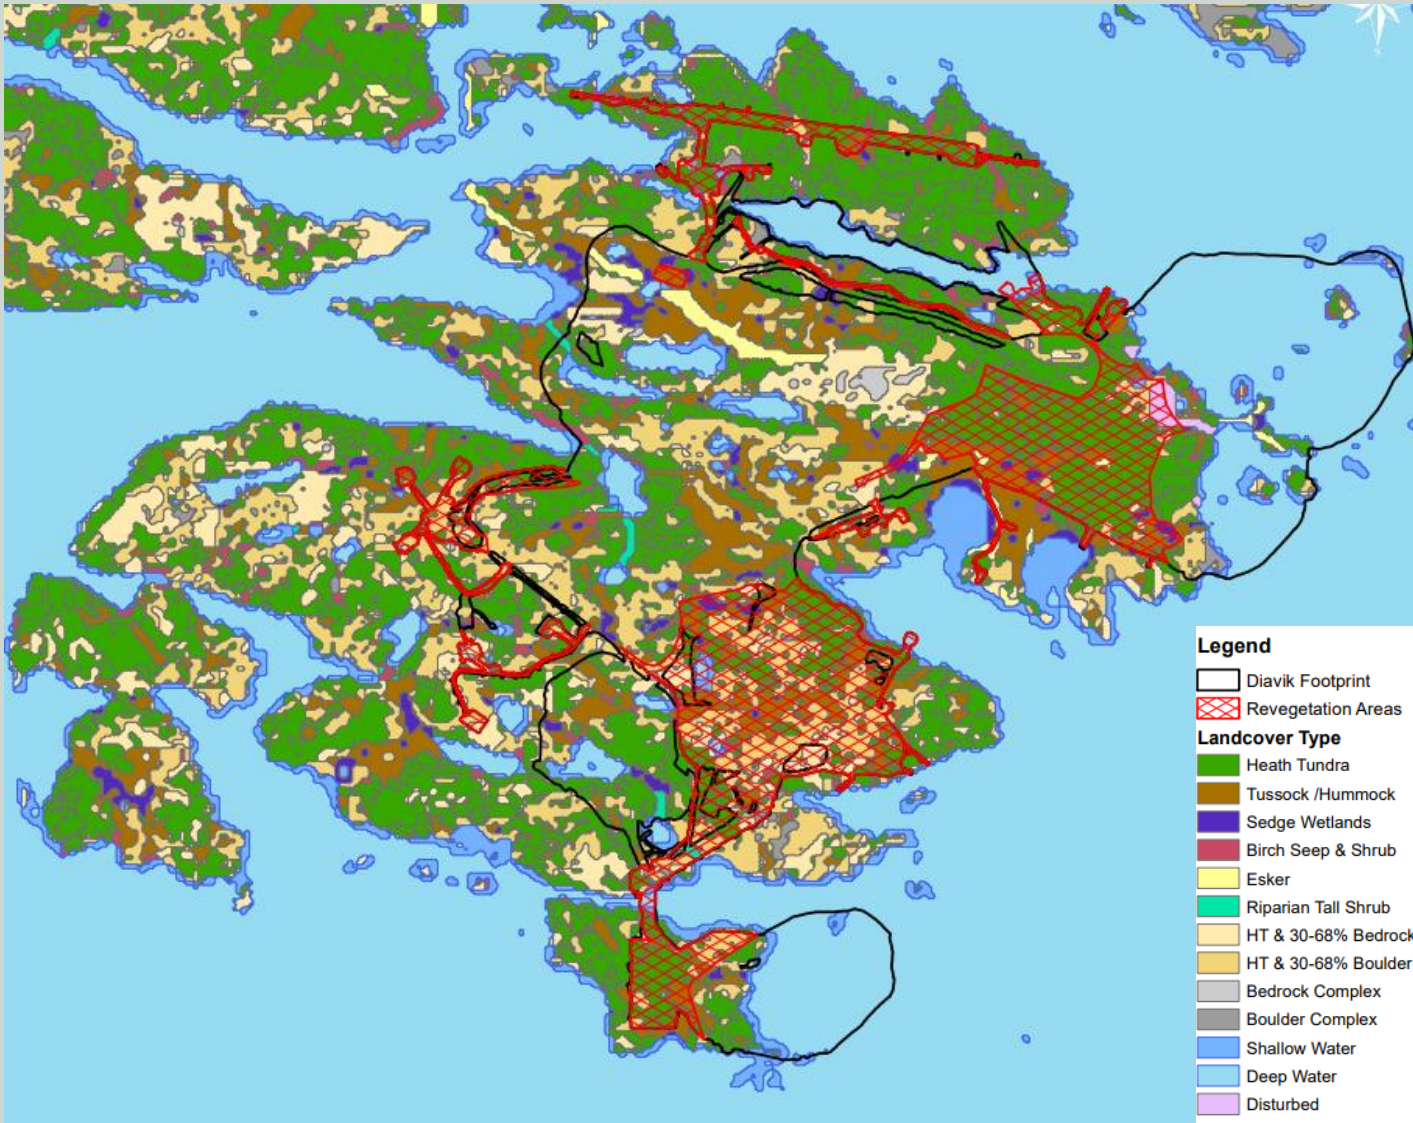 S
Legend
Diavik Footprint
Revegetation Areas
Landcover Type
Heath Tundra
Tussock /Hummock
Sedge Wetlands
Birch Seep & Shrub
Esker
Riparian Tall Shrub
HT & 30-68% Bedrock
HT & 30-68% Boulder
Bedrock Complex
Boulder Complex
Shallow Water
Deep Water
Disturbed